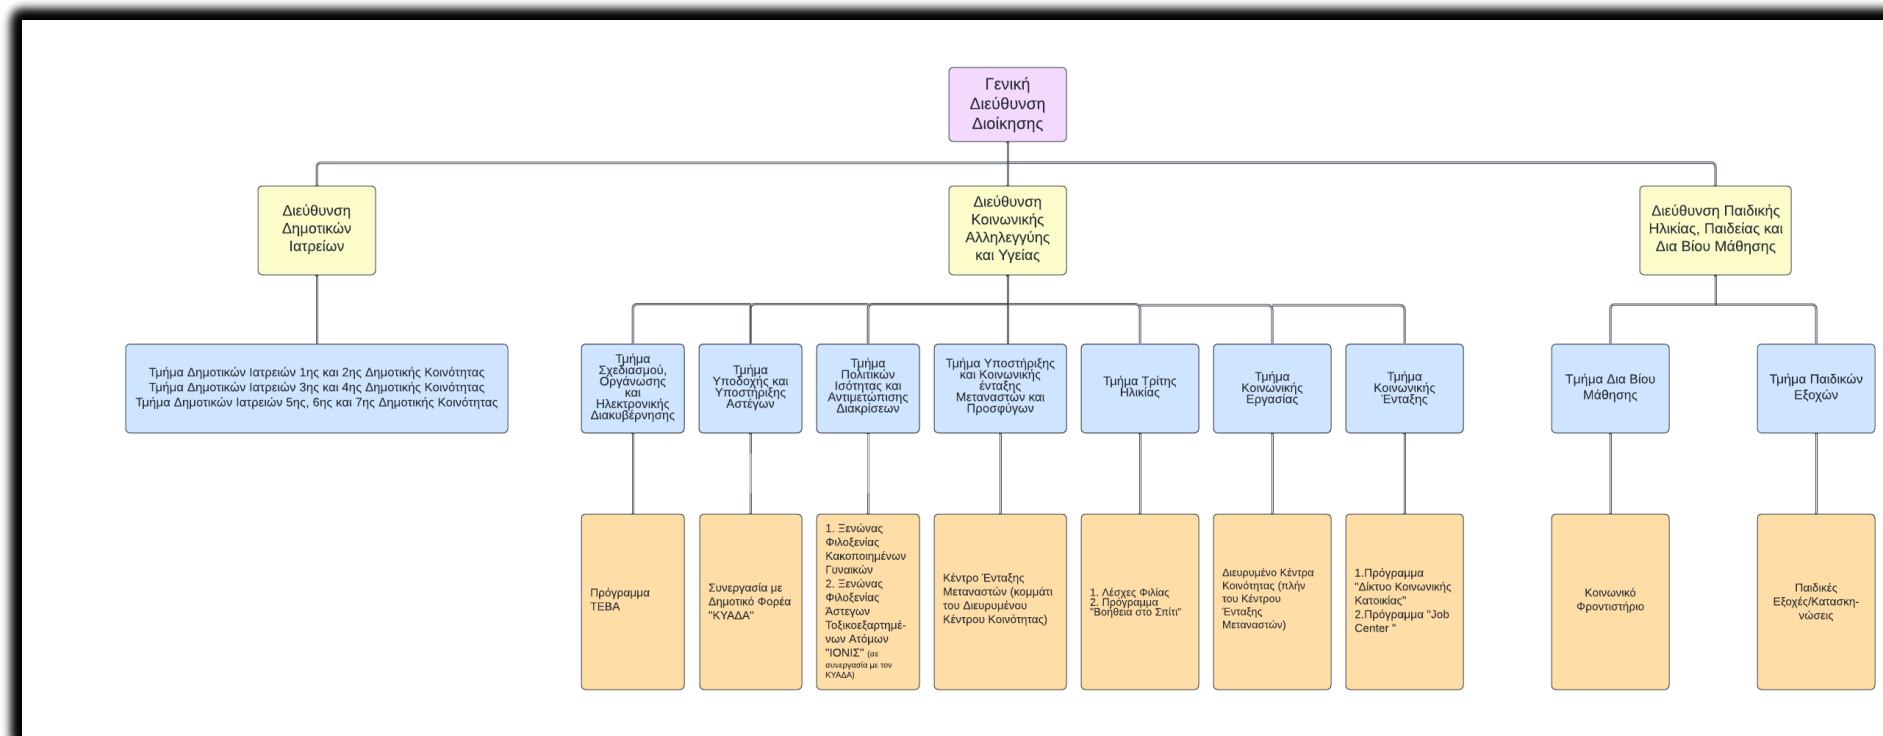 Γενική
Διεύθυνση
Διοίκησης
Διεύθυνση
Δημοτικών
Ιατρείων
Διεύθυνση
Κοινωνικής
Αλληλεγγύης
και Υγείας
Διεύθυνση Παιδικής
Ηλικίας, Παιδείας και
Δια Βίου Μάθησης
Τμήμα Δημοτικών Ιατρειών 1ης και 2ης Δημοτικής Κοινότητας
Τμήμα Δημοτικών Ιατρειών 3ης και 4ης Δημοτικής Κοινότητας
Τμήμα Δημοτικών Ιατρειών 5ης, 6ης και 7ης Δημοτικής Κοινότητας
Τμήμα
Σχεδιασμού,
Οργάνωσης
και
Ηλεκτρονικής
Διακυβέρνησης
Τμήμα
Υποδοχής και
Υποστήριξης
Αστέγων
Τμήμα
Πολιτικών
Ισότητας και
Αντιμετώπισης
Διακρίσεων
Τμήμα Υποστήριξης
και Κοινωνικής
ένταξης
Μεταναστών και
Προσφύγων
Τμήμα Τρίτης
Ηλικίας
Τμήμα
Κοινωνικής
Εργασίας
Τμήμα
Κοινωνικής
Ένταξης
Τμήμα Δια Βίου
Μάθησης
Τμήμα Παιδικών
Εξοχών
Πρόγραμμα
ΤΕΒΑ
Συνεργασία με
Δημοτικό Φορέα
"ΚΥΑΔΑ"
1. Ξενώνας
Φιλοξενίας
Κακοποιημένων
Γυναικών
2. Ξενώνας
Φιλοξενίας
Άστεγων
Τοξικοεξαρτημέ-
νων Ατόμων
"ΙΟΝΙΣ" (σε
συνεργασία με τον
ΚΥΑΔΑ)
Κέντρο Ένταξης
Μεταναστών (κομμάτι
του Διευρυμένου
Κέντρου Κοινότητας)
1. Λέσχες Φιλίας
2. Πρόγραμμα
"Βοήθεια στο Σπίτι"
Διευρυμένο Κέντρα
Κοινότητας (πλήν
του Κέντρου
Ένταξης
Μεταναστών)
1.Πρόγραμμα
"Δίκτυο Κοινωνικής
Κατοικίας"
2.Πρόγραμμα "Job
Center "
Κοινωνικό
Φροντιστήριο
Παιδικές
Εξοχές/Κατασκη-
νώσεις